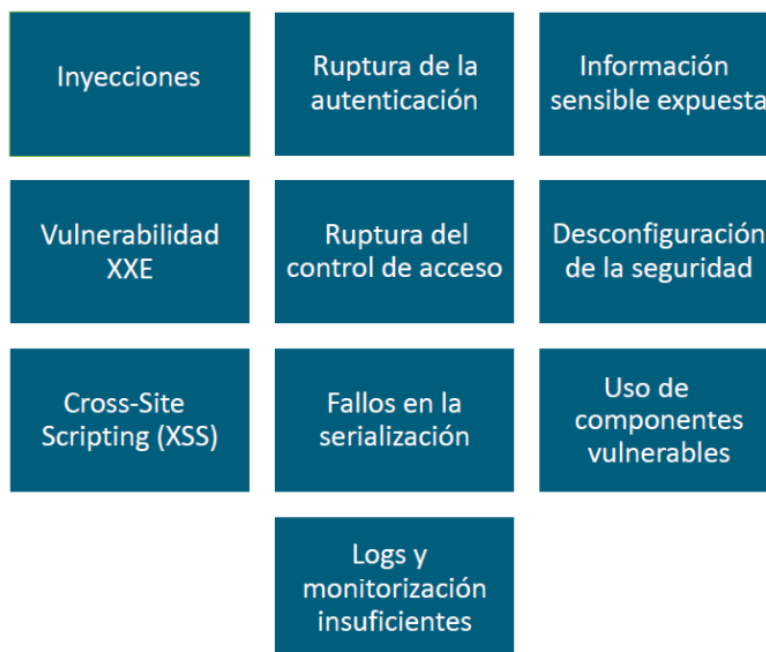 Inyecciones
Ruptura de la
autenticación
Información
sensible expuesta
Vulnerabilidad
XXE
Ruptura del
control de acceso
Desconfiguración
de la seguridad
Cross-Site
Scripting (XSS)
Fallos en la
serialización
Uso de
componentes
vulnerables
Logs y
monitorización
insuficientes